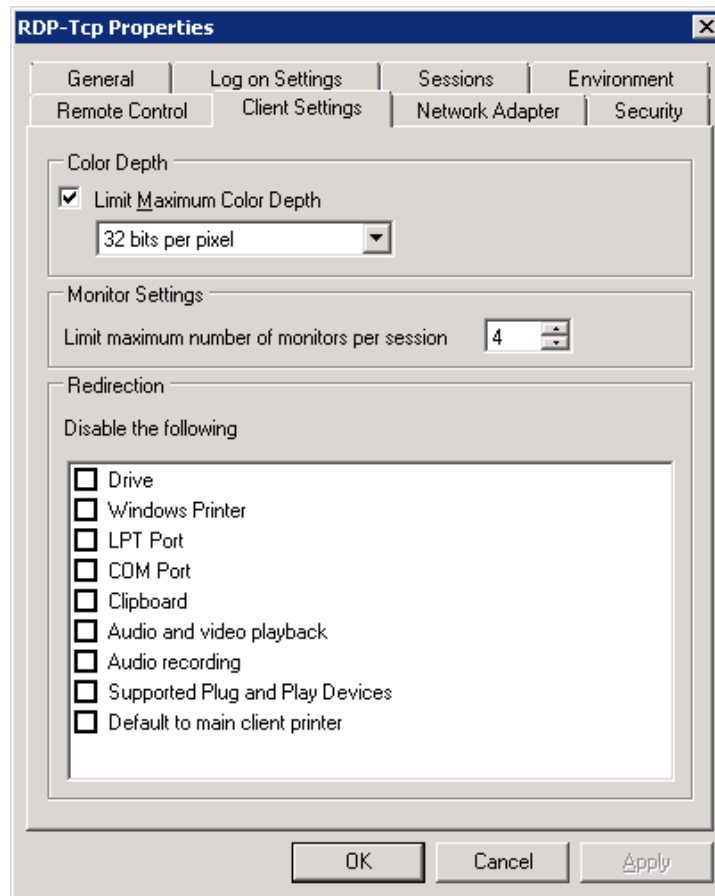 RDP-Tcp Properties
General
Log on Settings
Sessions
Environment
Remote Control
Client Settings
Network Adapter
Security
Color Depth
Limit Maximum Color Depth
32 bits per pixel
Monitor Settings
Limit maximum number of monitors per session
4
Redirection
Disable the following
Drive
Windows Printer
LPT Port
COM Port
Clipboard
Audio and video playback
Audio recording
Supported Plug and Play Devices
Default to main client printer
OK
Cancel
Apply